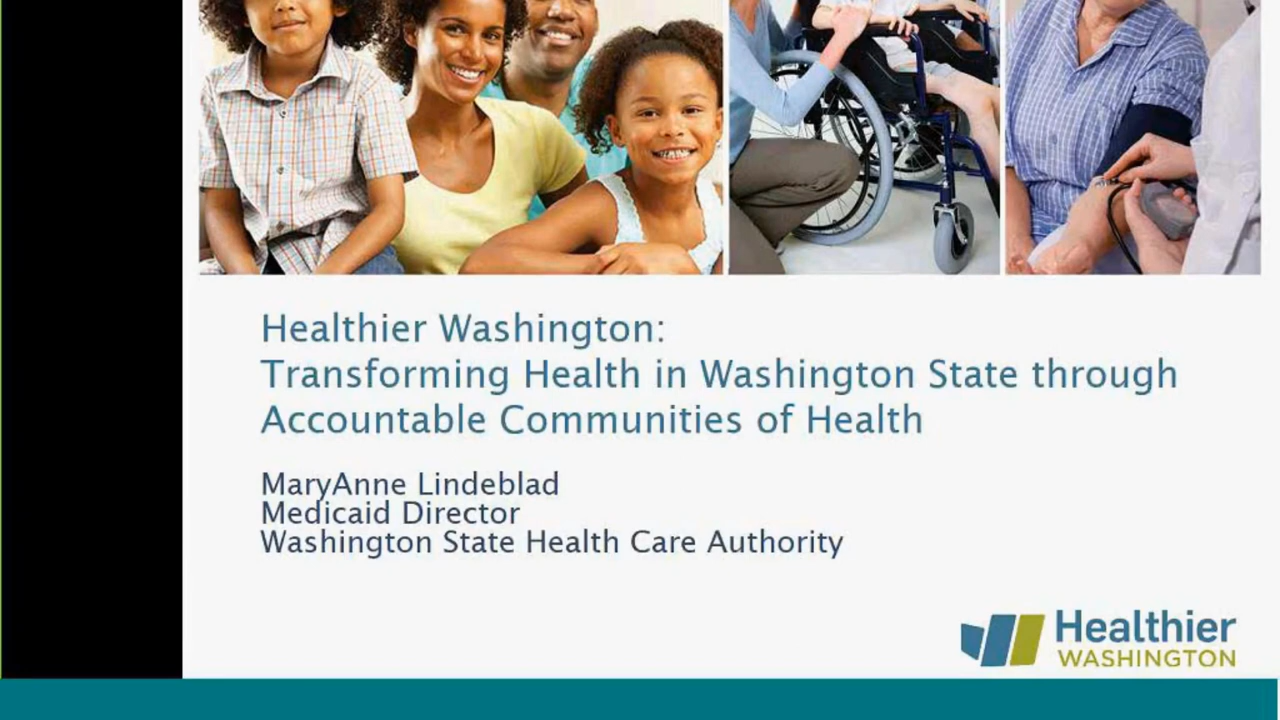 Healthier Washington:
Transforming Health in Washington State through
Accountable Communities of Health
MaryAnne Lindeblad
Medicaid Director
Washington State Health Care Authority
Healthier
WASHINGTON